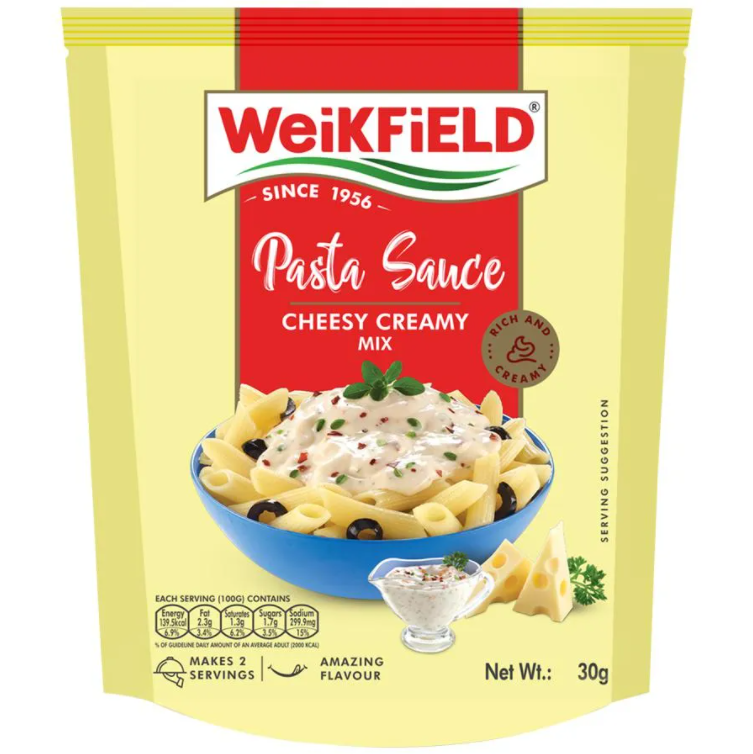 WeiKFiELD®
SINCE 1956
Pasta Sauce
CHEESY CREAMY
MIX
RICH AND
CREAMY
SERVING SUGGESTION
EACH SERVING (100G) CONTAINS
Energy Fat Saturates Sugars Sodium
139.5kcal 2.3g 1.3g 1.7g 299.9mg
6.9% 3.4% 6.2% 3.5% 15%
% OF GUIDELINE DAILY AMOUNT OF AN AVERAGE ADULT (2000 KCAL)
MAKES 2
SERVINGS
AMAZING
FLAVOUR
Net Wt.: 30g